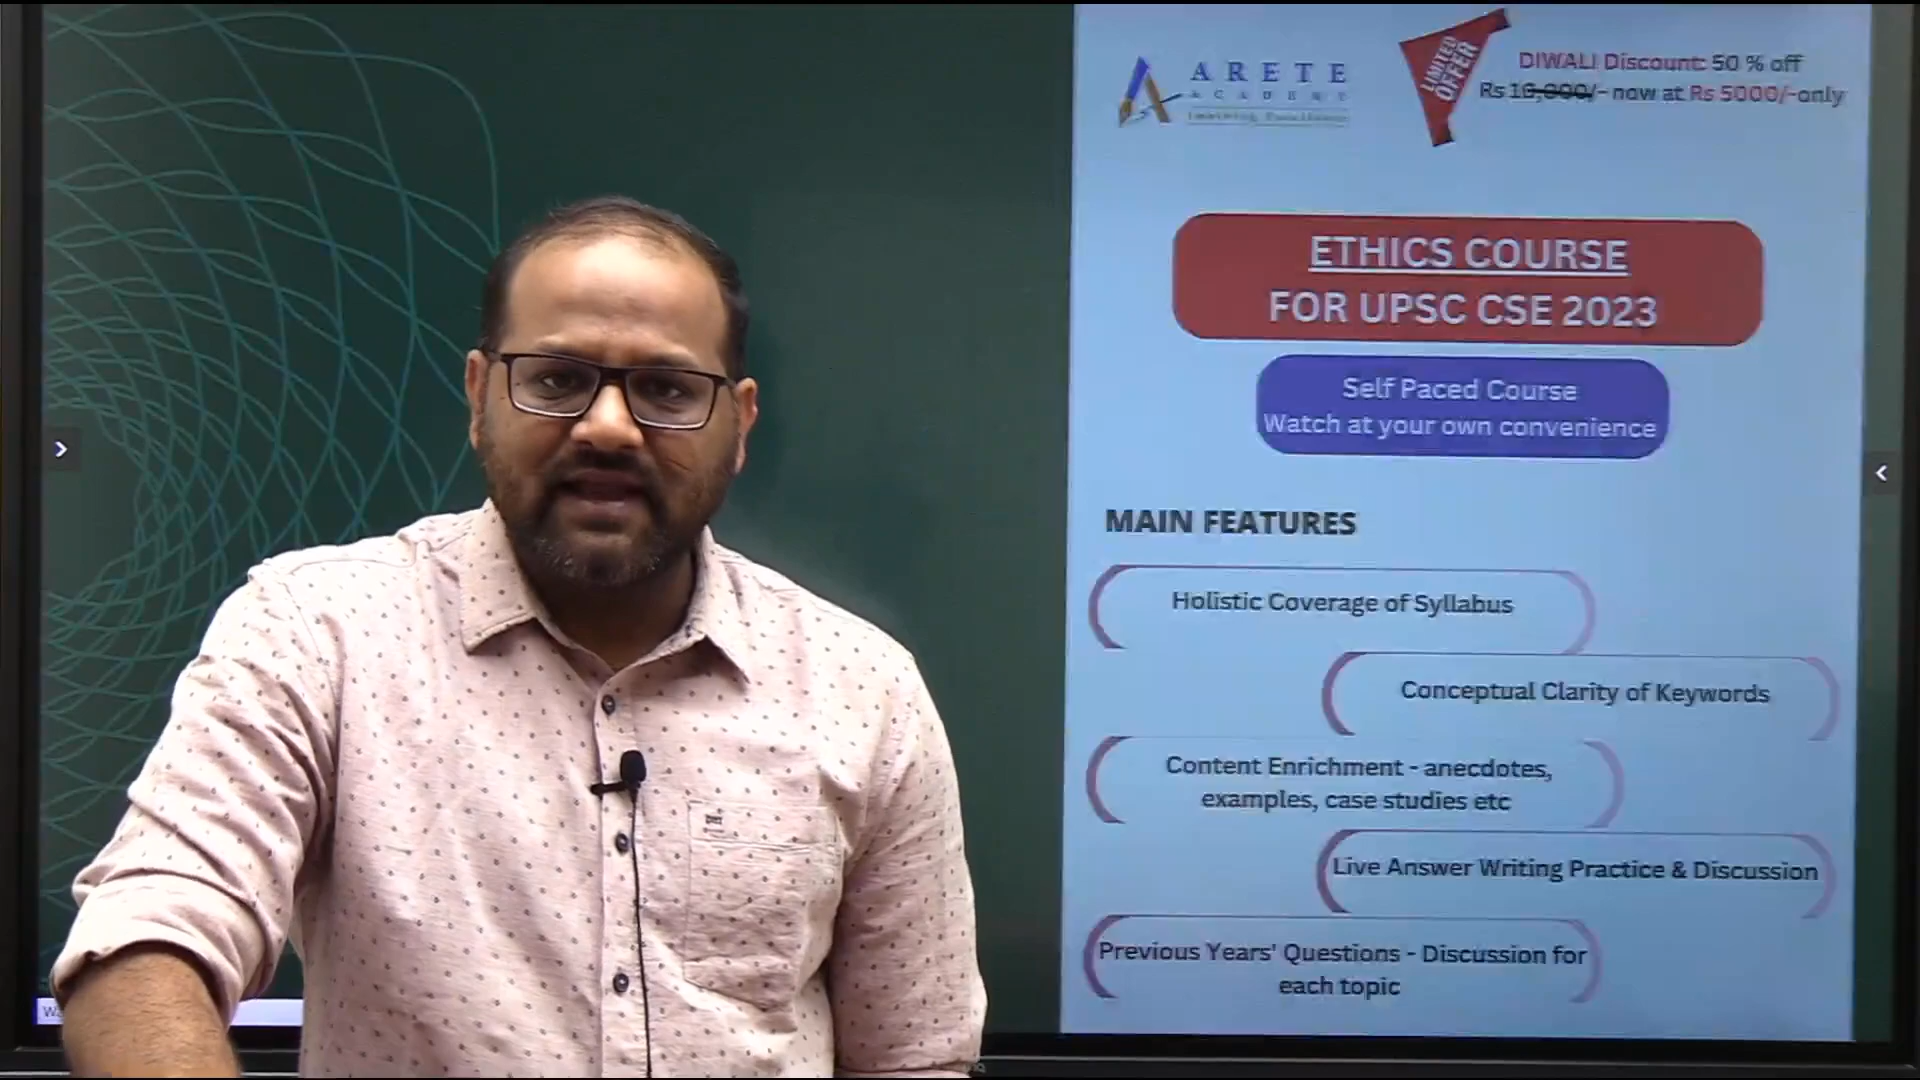 ARETE
ACADEMY
LIMITED
OFFER
DIWALI Discount: 50 % off
Rs 10,000/- now at Rs 5000/-only
ETHICS COURSE
FOR UPSC CSE 2023
Self Paced Course
Watch at your own convenience
MAIN FEATURES
Holistic Coverage of Syllabus
Conceptual Clarity of Keywords
Content Enrichment - anecdotes,
examples, case studies etc
Live Answer Writing Practice & Discussion
Previous Years' Questions - Discussion for
each topic